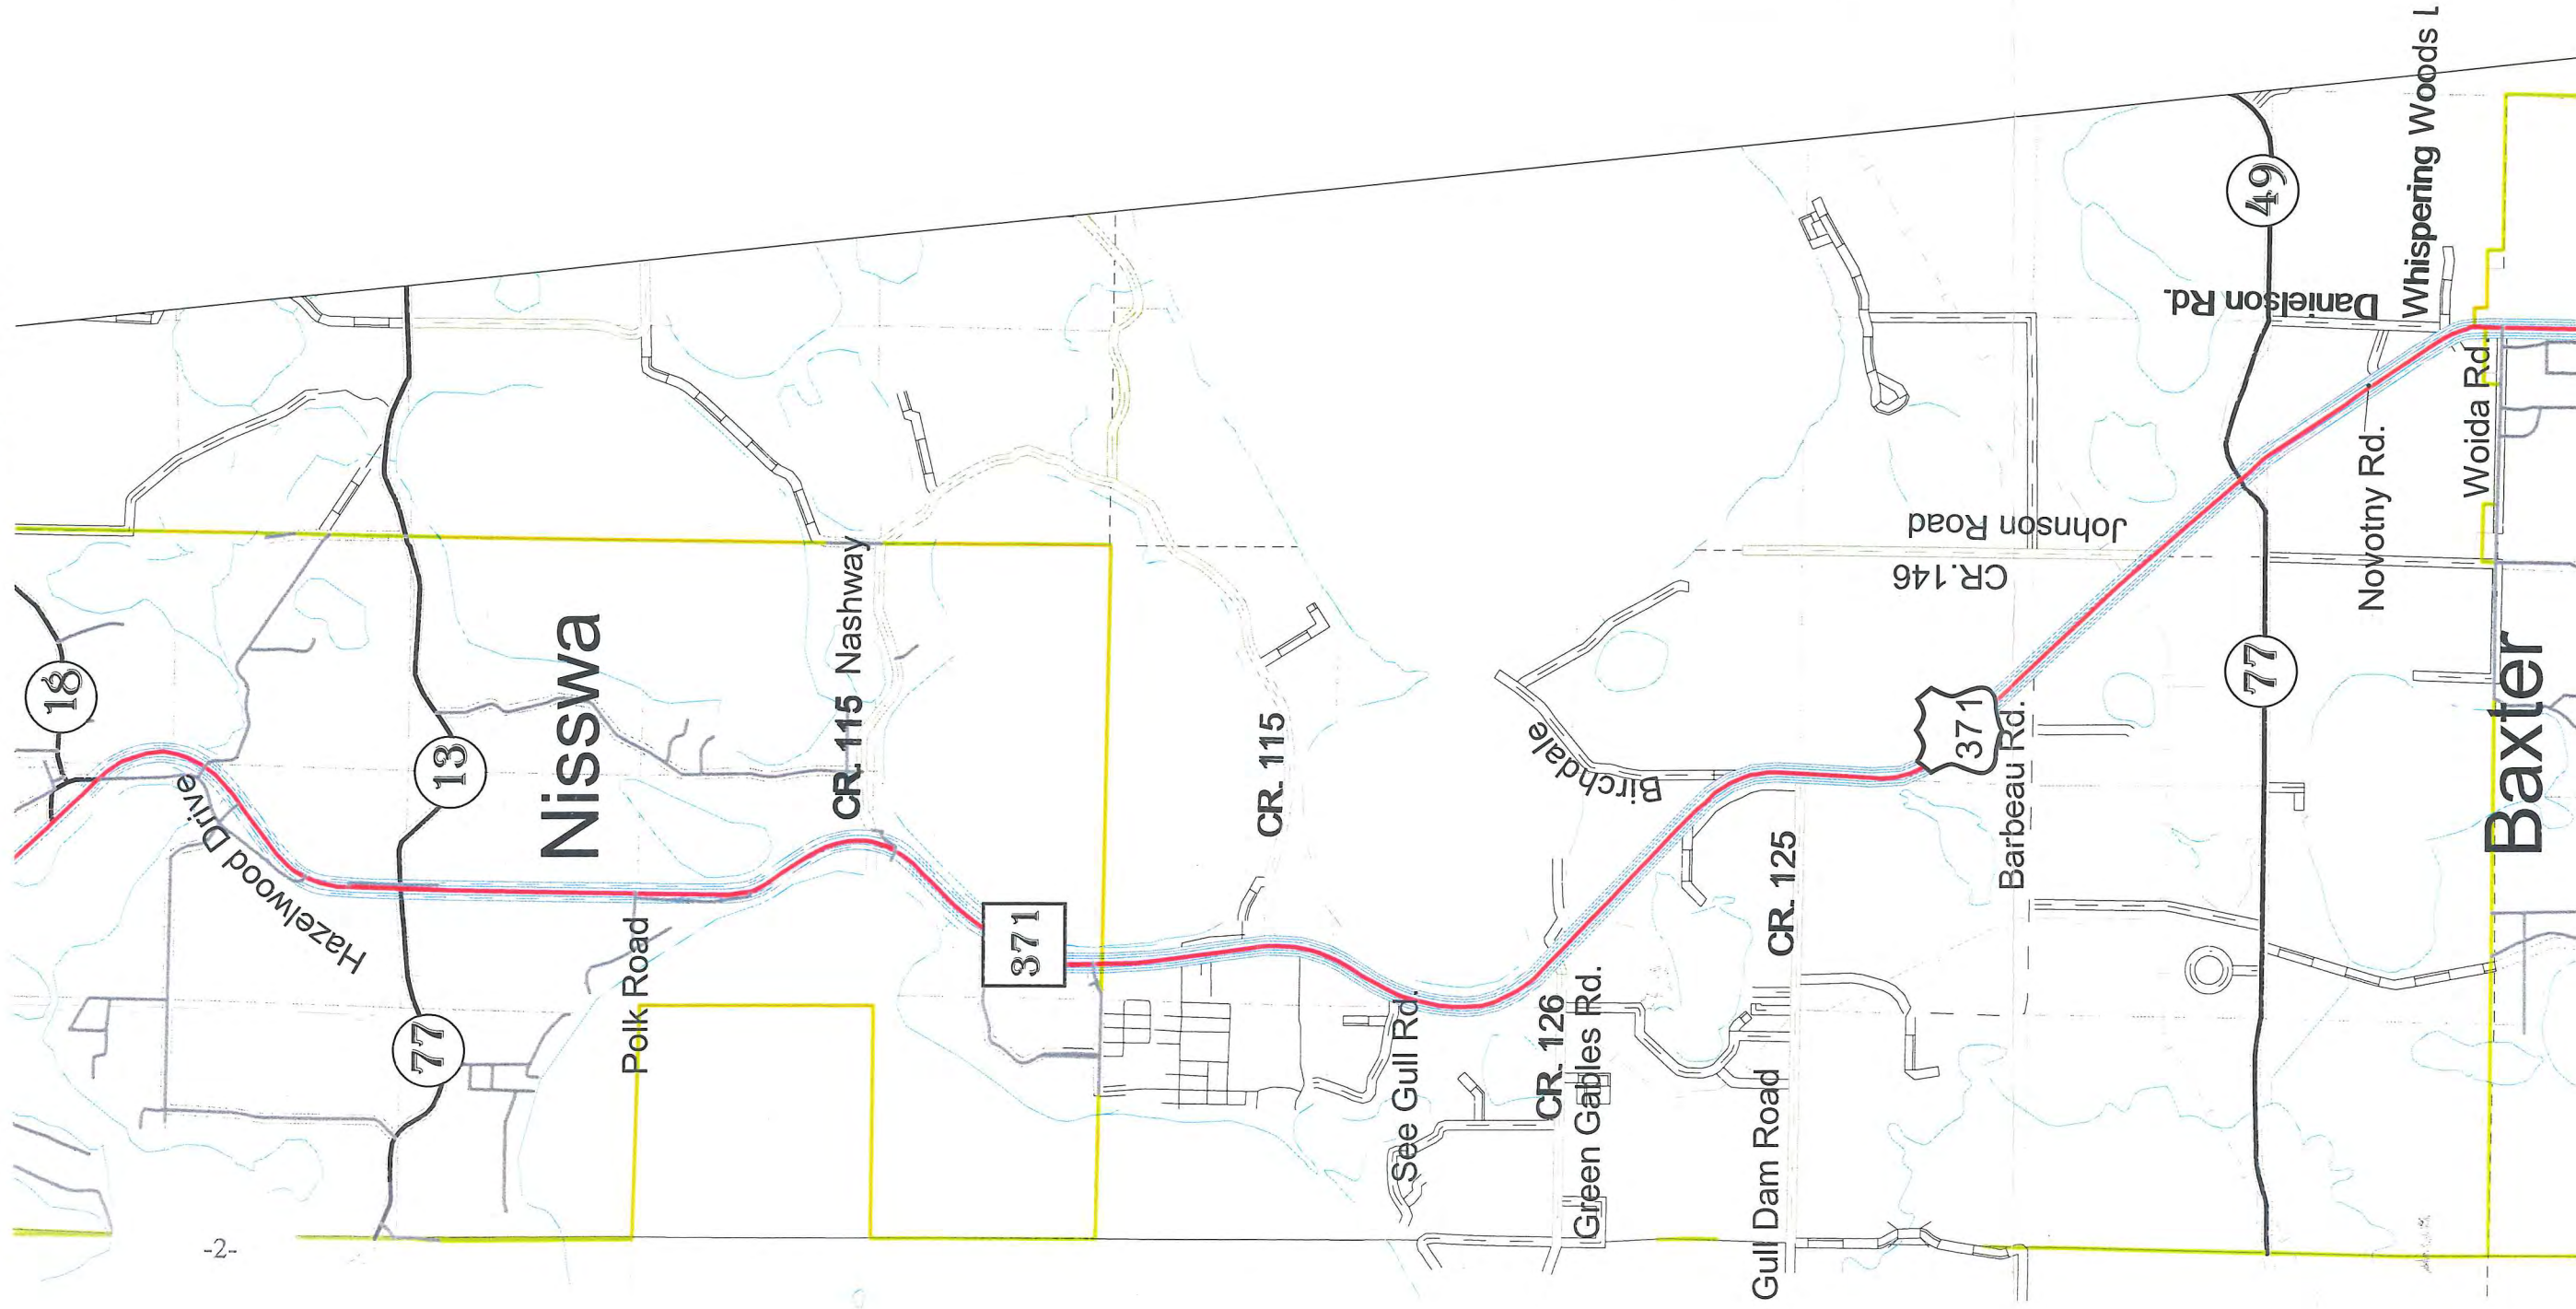 18
Hazelwood Drive
13
77
Nisswa
Polk Road
CR. 115 Nashway
371
CR. 115
See Gull Rd.
CR. 126
Green Gables Rd.
Birchdale
Gull Dam Road
CR. 125
371
Barbeau Rd.
CR.146
Johnson Road
49
77
Danielson Rd.
Novotny Rd.
Whispering Woods L
Woida Rd.
Baxter
-2-